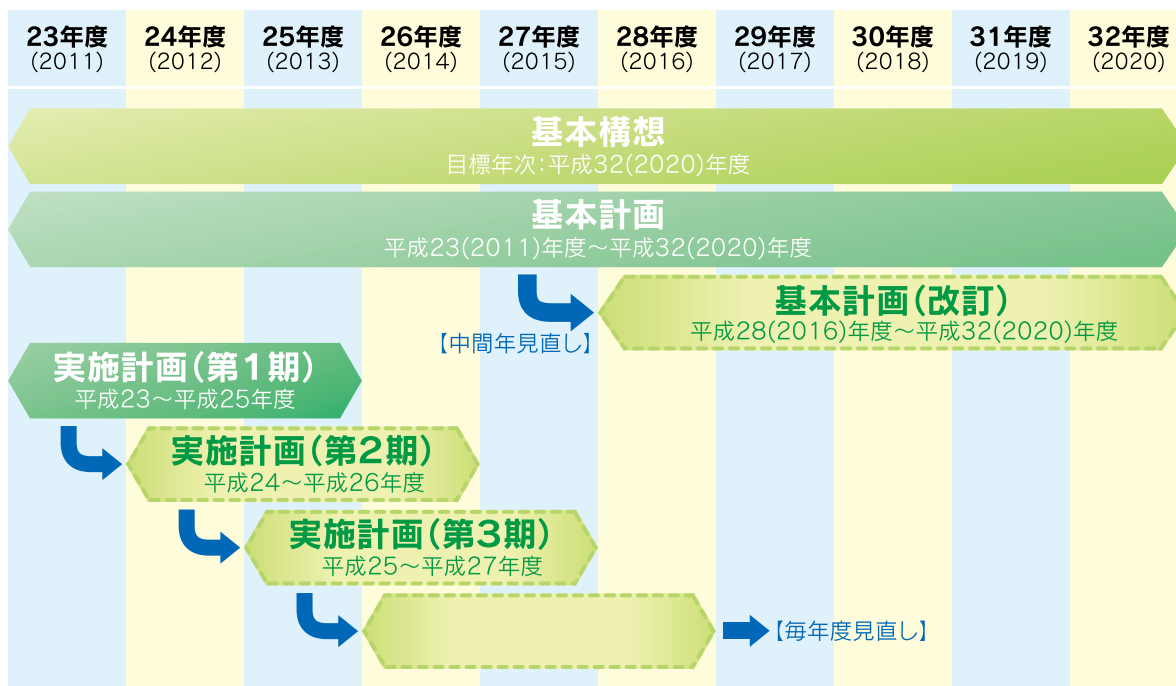 23年度 24年度 25年度 26年度 27年度 28年度 29年度 30年度 31年度 32年度
(2011) (2012) (2013) (2014) (2015) (2016) (2017) (2018) (2019) (2020)
基本構想
目標年次：平成32(2020)年度
基本計画
平成23(2011)年度～平成32(2020)年度
基本計画（改訂）
平成28(2016)年度～平成32(2020)年度
【中間年見直し】
実施計画（第１期）
平成23～平成25年度
実施計画（第２期）
平成24～平成26年度
実施計画（第３期）
平成25～平成27年度
【毎年度見直し】